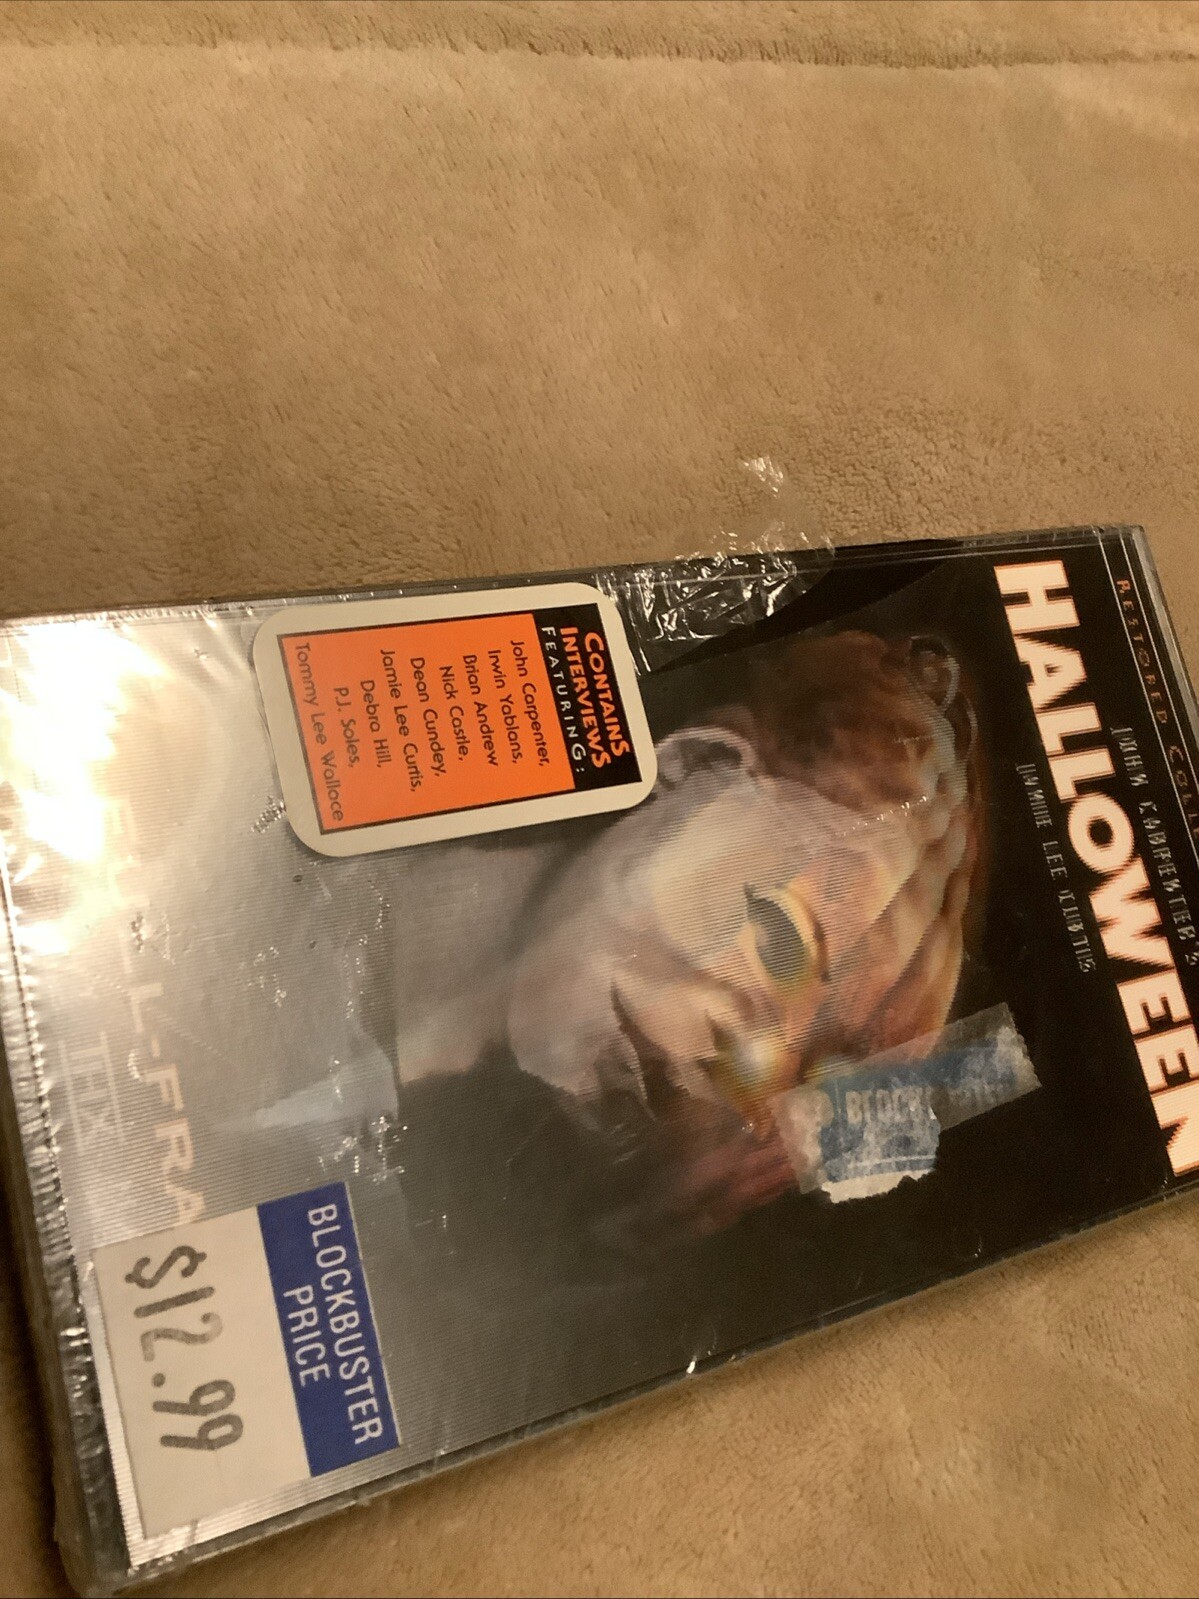 RESTORED
JOHN CARPENTER'S
HALLOWEEN
JAMIE LEE CURTIS
CONTAINS
INTERVIEWS
FEATURING:
John Carpenter,
Irwin Yablans,
Brian Andrew
Nick Castle,
Dean Cundey,
Jamie Lee Curtis,
Debra Hill,
P.J. Soles,
Tommy Lee Wallace
BLOCKBUSTER
PRICE
$12.99
THX